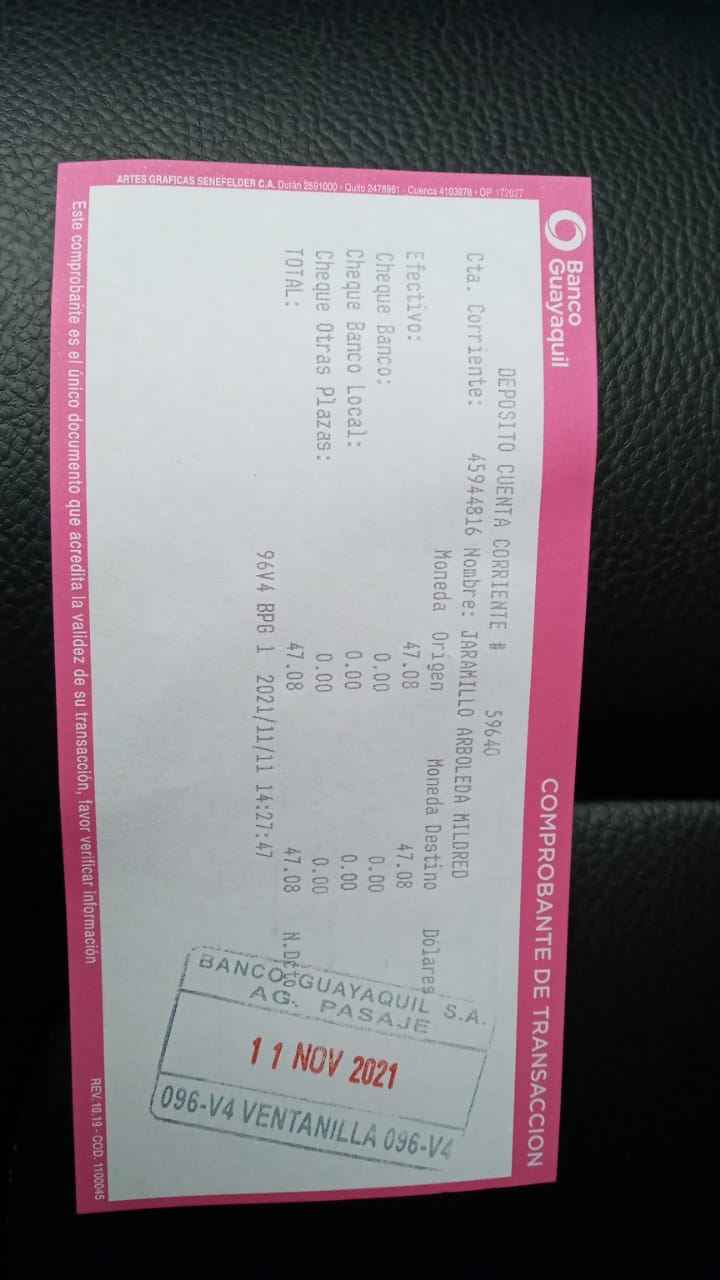 Banco
Guayaquil
COMPROBANTE DE TRANSACCION
DEPOSITO CUENTA CORRIENTE # 59640
Cta. Corriente: 45944816 Nombre: JARAMILLO ARBOLEDA MILDRED
Moneda Origen Moneda Destino Dólares
Efectivo: 47.08 47.08
Cheque Banco: 0.00 0.00
Cheque Banco Local: 0.00 0.00
Cheque Otras Plazas: 0.00 0.00
TOTAL: 47.08 47.08 N.Dcto
96V4 BPG 1 2021/11/11 14:27:47
BANCO GUAYAQUIL S.A.
AG. PASAJE
11 NOV 2021
096-V4 VENTANILLA 096-V4
Este comprobante es el único documento que acredita la validez de su transacción, favor verificar información
REV.10.19 - COD. 1100045
ARTES GRAFICAS SENEFELDER C.A. Durán 2591000 - Quito 2476961 - Cuenca 4103978 - OP 172027